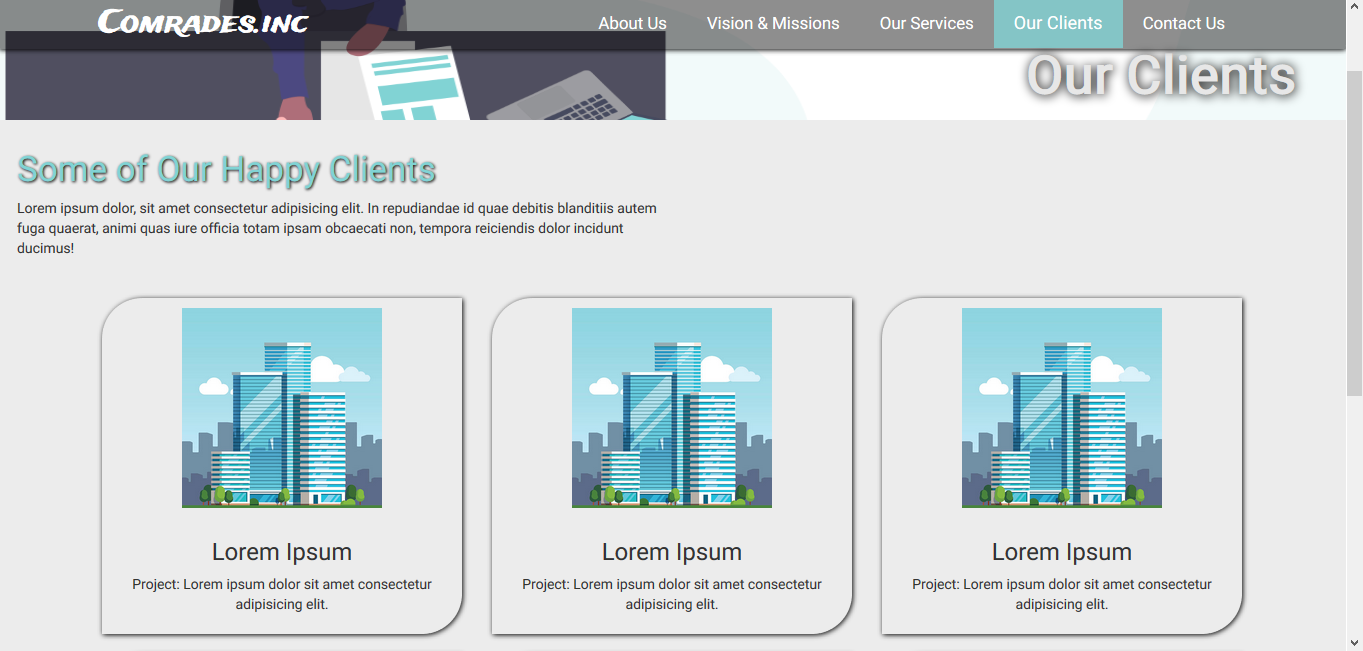 COMRADES.INC
About Us Vision & Missions Our Services Our Clients Contact Us
Our Clients
Some of Our Happy Clients
Lorem ipsum dolor, sit amet consectetur adipisicing elit. In repudiandae id quae debitis blanditiis autem
fuga quaerat, animi quas iure officia totam ipsam obcaecati non, tempora reiciendis dolor incidunt
ducimus!
Lorem Ipsum
Project: Lorem ipsum dolor sit amet consectetur
adipisicing elit.
Lorem Ipsum
Project: Lorem ipsum dolor sit amet consectetur
adipisicing elit.
Lorem Ipsum
Project: Lorem ipsum dolor sit amet consectetur
adipisicing elit.